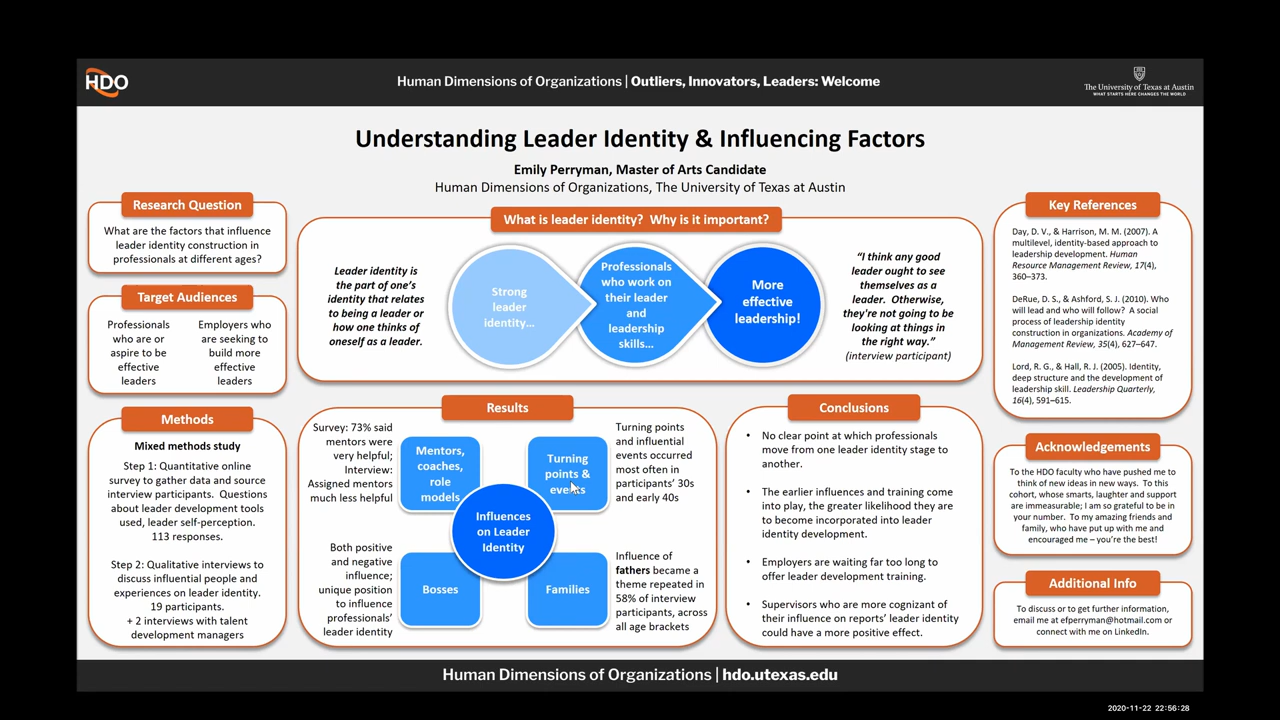 HDO
Human Dimensions of Organizations | Outliers, Innovators, Leaders: Welcome
The University of Texas at Austin
WHAT STARTS HERE CHANGES THE WORLD
Understanding Leader Identity & Influencing Factors
Emily Perryman, Master of Arts Candidate
Human Dimensions of Organizations, The University of Texas at Austin
Research Question
What are the factors that influence
leader identity construction in
professionals at different ages?
Target Audiences
Professionals
who are or
aspire to be
effective
leaders
Employers who
are seeking to
build more
effective
leaders
Methods
Mixed methods study
Step 1: Quantitative online
survey to gather data and source
interview participants.  Questions
about leader development tools
used, leader self-perception.
113 responses.
Step 2: Qualitative interviews to
discuss influential people and
experiences on leader identity.
19 participants.
+ 2 interviews with talent
development managers
What is leader identity?  Why is it important?
Leader identity is
the part of one's
identity that relates
to being a leader or
how one thinks of
oneself as a leader.
Strong
leader
identity...
Professionals
who work on
their leader
and
leadership
skills...
More
effective
leadership!
"I think any good
leader ought to see
themselves as a
leader.  Otherwise,
they're not going to be
looking at things in
the right way."
(interview participant)
Results
Survey: 73% said
mentors were
very helpful;
Interview:
Assigned mentors
much less helpful
Mentors,
coaches,
role
models
Turning
points &
events
Turning points
and influential
events occurred
most often in
participants' 30s
and early 40s
Influences
on Leader
Identity
Both positive
and negative
influence;
unique position
to influence
professionals'
leader identity
Bosses
Families
Influence of
fathers became a
theme repeated in
58% of interview
participants, across
all age brackets
Conclusions
• No clear point at which professionals
move from one leader identity stage to
another.
• The earlier influences and training come
into play, the greater likelihood they are
to become incorporated into leader
identity development.
• Employers are waiting far too long to
offer leader development training.
• Supervisors who are more cognizant of
their influence on reports' leader identity
could have a more positive effect.
Key References
Day, D. V., & Harrison, M. M. (2007). A
multilevel, identity-based approach to
leadership development. Human
Resource Management Review, 17(4),
360–373.
DeRue, D. S., & Ashford, S. J. (2010). Who
will lead and who will follow?  A social
process of leadership identity
construction in organizations. Academy of
Management Review, 35(4), 627–647.
Lord, R. G., & Hall, R. J. (2005). Identity,
deep structure and the development of
leadership skill. Leadership Quarterly,
16(4), 591–615.
Acknowledgements
To the HDO faculty who have pushed me to
think of new ideas in new ways.  To this
cohort, whose smarts, laughter and support
are immeasurable; I am so grateful to be in
your number.  To my amazing friends and
family, who have put up with me and
encouraged me – you're the best!
Additional Info
To discuss or to get further information,
email me at efperryman@hotmail.com or
connect with me on LinkedIn.
Human Dimensions of Organizations | hdo.utexas.edu
2020-11-22 22:56:28